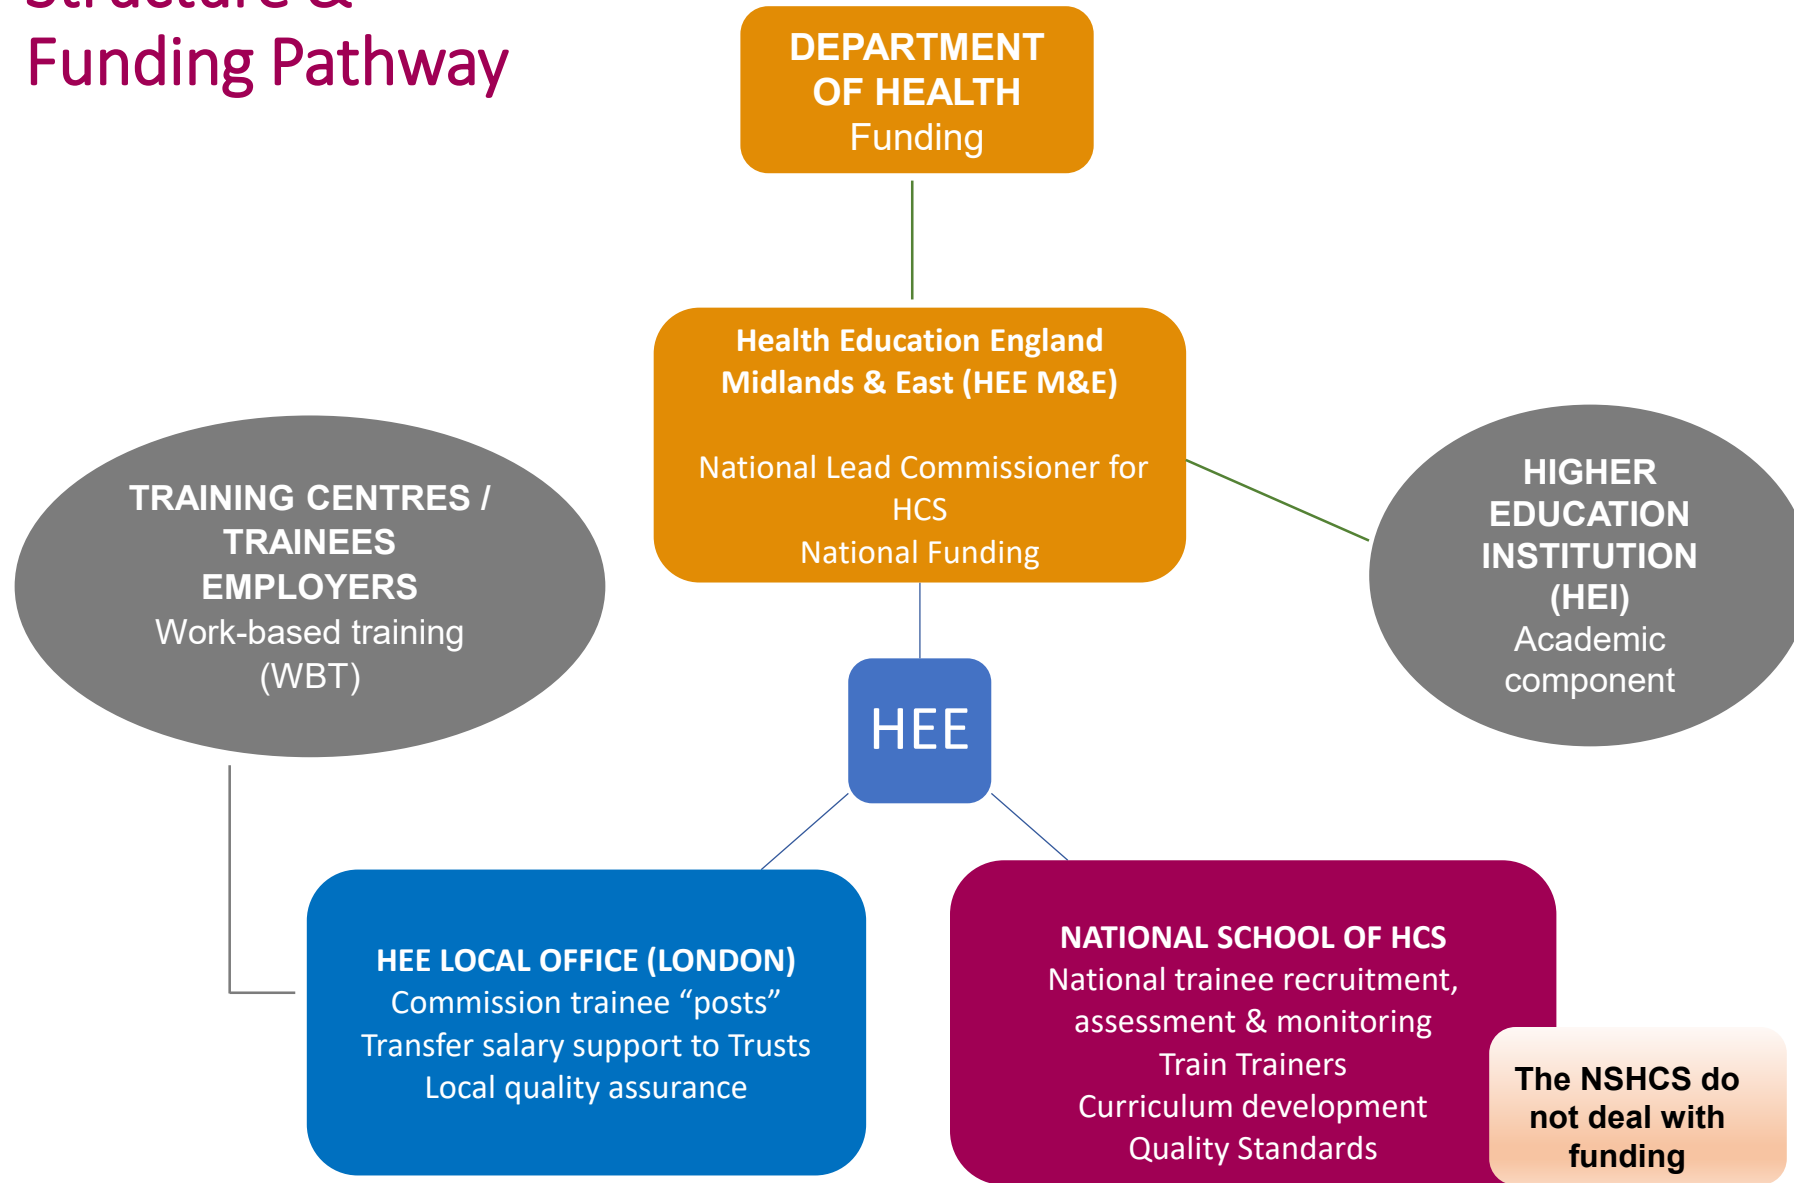 Structure &
Funding Pathway
DEPARTMENT
OF HEALTH
Funding
Health Education England
Midlands & East (HEE M&E)
National Lead Commissioner for
HCS
National Funding
TRAINING CENTRES /
TRAINEES
EMPLOYERS
Work-based training
(WBT)
HIGHER
EDUCATION
INSTITUTION
(HEI)
Academic
component
HEE
HEE LOCAL OFFICE (LONDON)
Commission trainee “posts”
Transfer salary support to Trusts
Local quality assurance
NATIONAL SCHOOL OF HCS
National trainee recruitment,
assessment & monitoring
Train Trainers
Curriculum development
Quality Standards
The NSHCS do
not deal with
funding